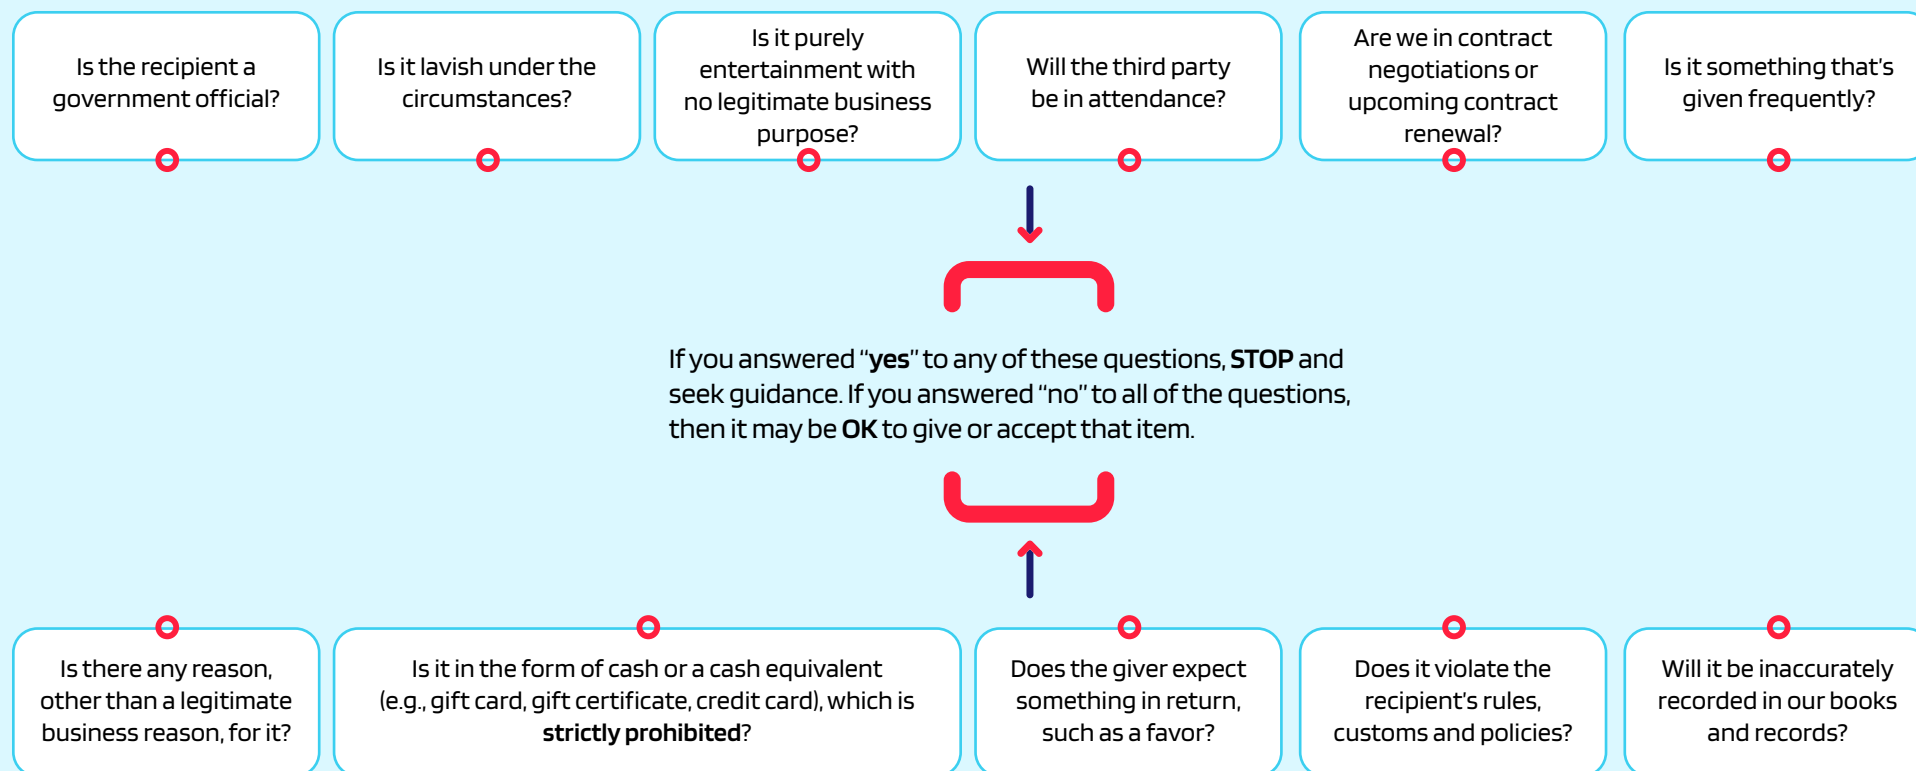 Is the recipient a
government official?
Is it lavish under the
circumstances?
Is it purely
entertainment with
no legitimate business
purpose?
Will the third party
be in attendance?
Are we in contract
negotiations or
upcoming contract
renewal?
Is it something that's
given frequently?
If you answered “yes” to any of these questions, STOP and
seek guidance. If you answered “no” to all of the questions,
then it may be OK to give or accept that item.
Is there any reason,
other than a legitimate
business reason, for it?
Is it in the form of cash or a cash equivalent
(e.g., gift card, gift certificate, credit card), which is
strictly prohibited?
Does the giver expect
something in return,
such as a favor?
Does it violate the
recipient's rules,
customs and policies?
Will it be inaccurately
recorded in our books
and records?